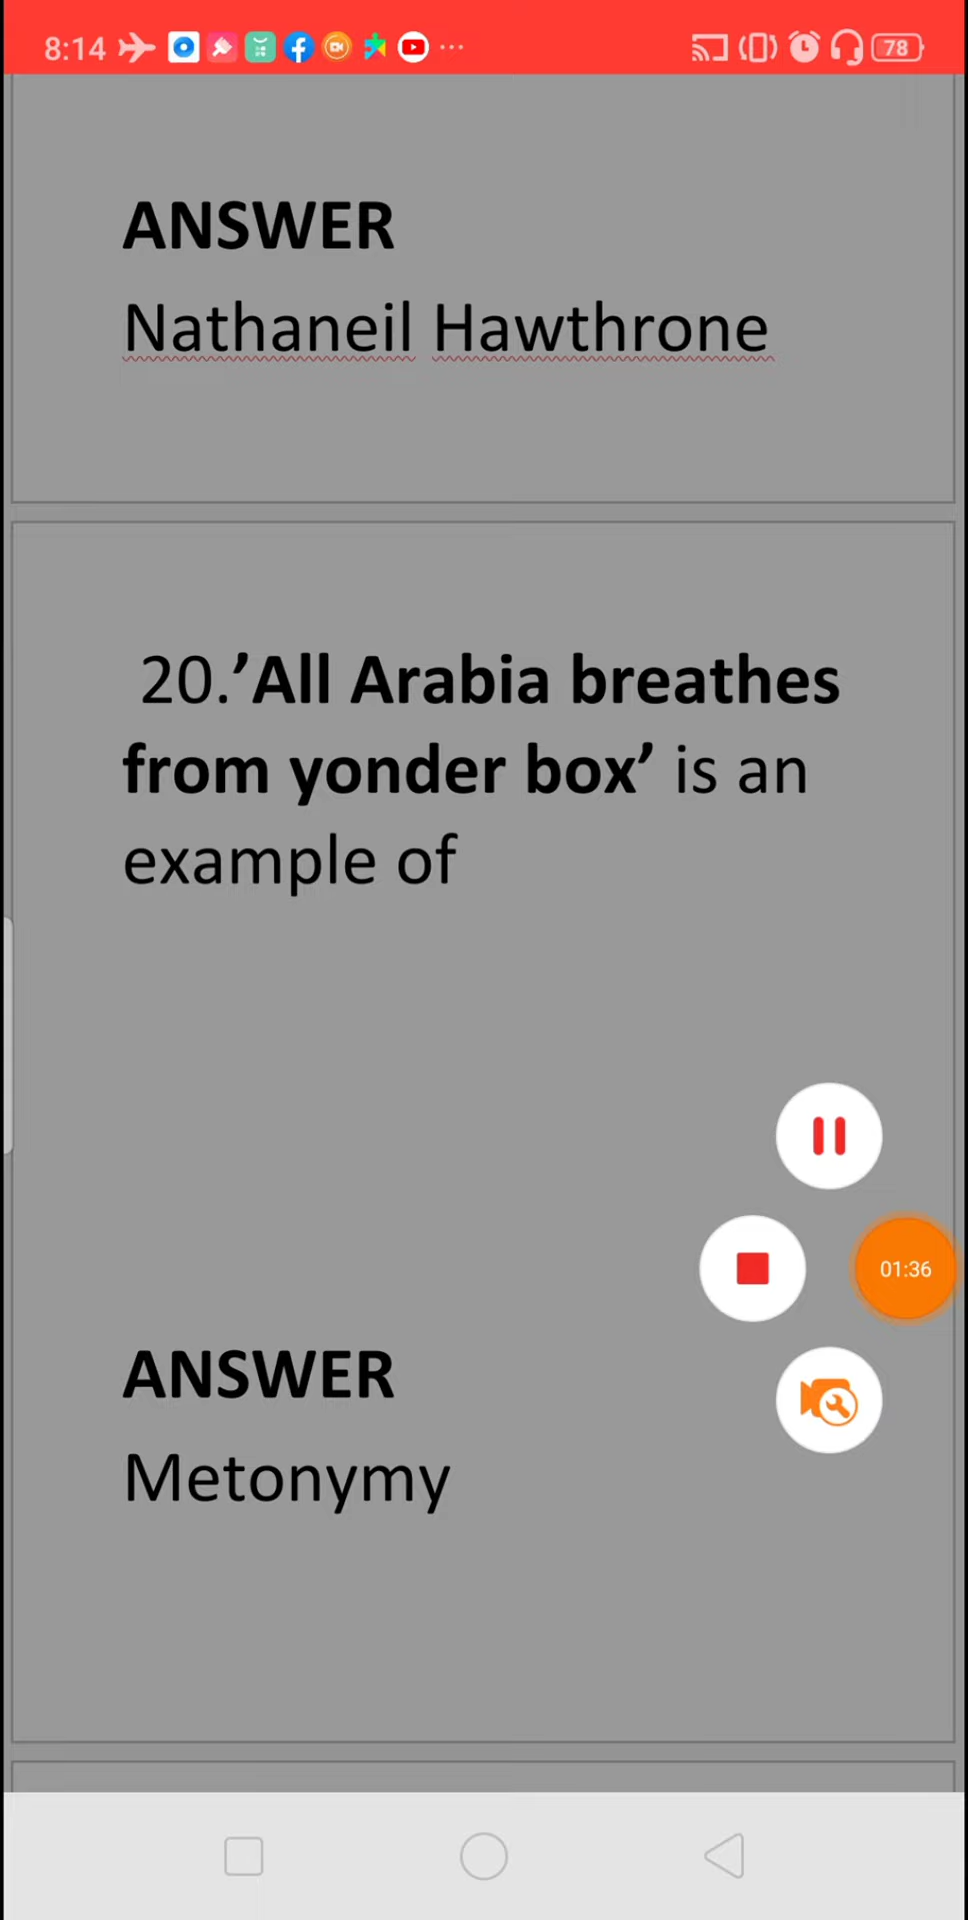 8:14 ... 78
ANSWER
Nathaneil Hawthrone
20.’All Arabia breathes
from yonder box’ is an
example of
01:36
ANSWER
Metonymy